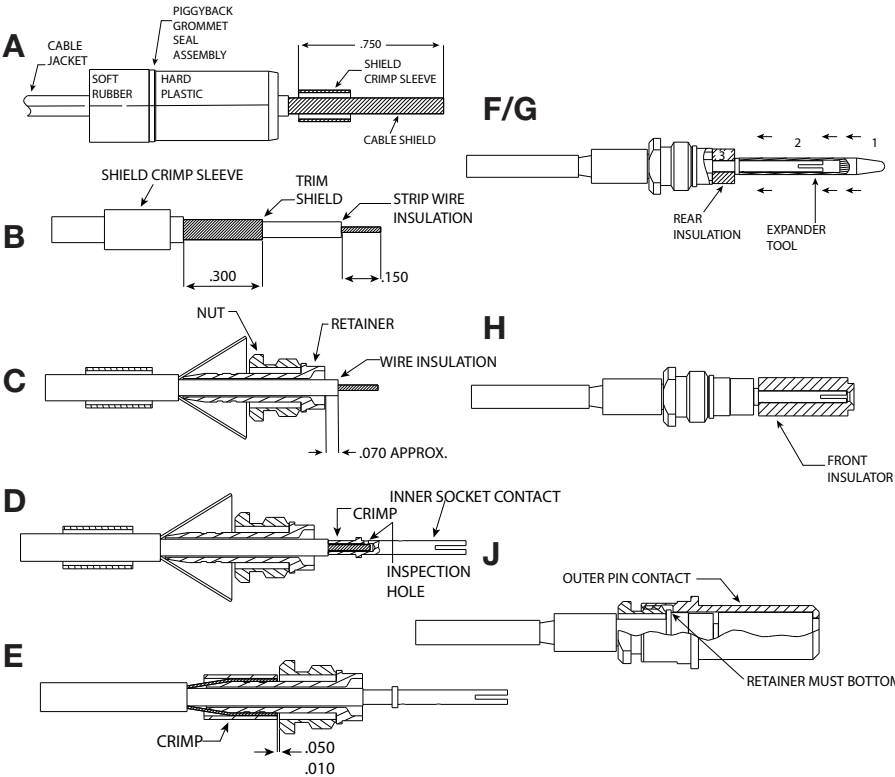 A
CABLE
JACKET
PIGGYBACK
GROMMET
SEAL
ASSEMBLY
SOFT
RUBBER
HARD
PLASTIC
.750
SHIELD
CRIMP SLEEVE
CABLE SHIELD
B
SHIELD CRIMP SLEEVE
TRIM
SHIELD
STRIP WIRE
INSULATION
.300
.150
C
NUT
RETAINER
WIRE INSULATION
.070 APPROX.
D
CRIMP
INNER SOCKET CONTACT
INSPECTION
HOLE
E
CRIMP
.050
.010
F/G
3
2
1
REAR
INSULATION
EXPANDER
TOOL
H
FRONT
INSULATOR
J
OUTER PIN CONTACT
RETAINER MUST BOTTOM